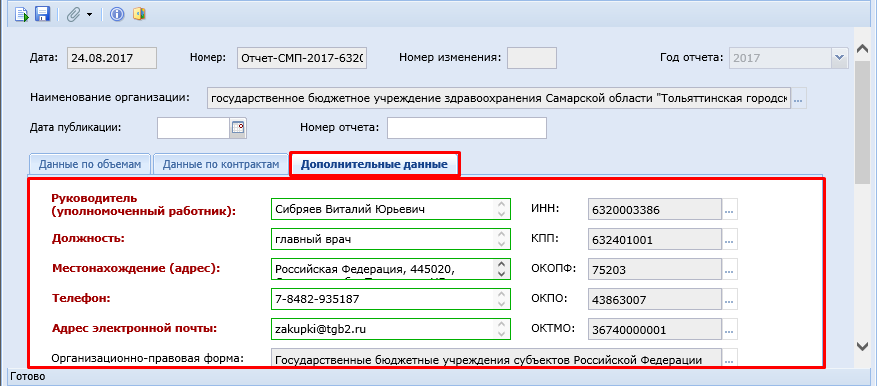 Дата: 24.08.2017 Номер: Отчет-СМП-2017-6320 Номер изменения: Год отчета: 2017
Наименование организации: государственное бюджетное учреждение здравоохранения Самарской области "Тольяттинская городск ...
Дата публикации: Номер отчета:
Данные по объемам Данные по контрактам Дополнительные данные
Руководитель
(уполномоченный работник): Сибряев Виталий Юрьевич ИНН: 6320003386 ...
Должность: главный врач КПП: 632401001 ...
Местонахождение (адрес): Российская Федерация, 445020, ОКОПФ: 75203 ...
Телефон: 7-8482-935187 ОКПО: 43863007 ...
Адрес электронной почты: zakupki@tgb2.ru ОКТМО: 36740000001 ...
Организационно-правовая форма: Государственные бюджетные учреждения субъектов Российской Федерации ...
Готово